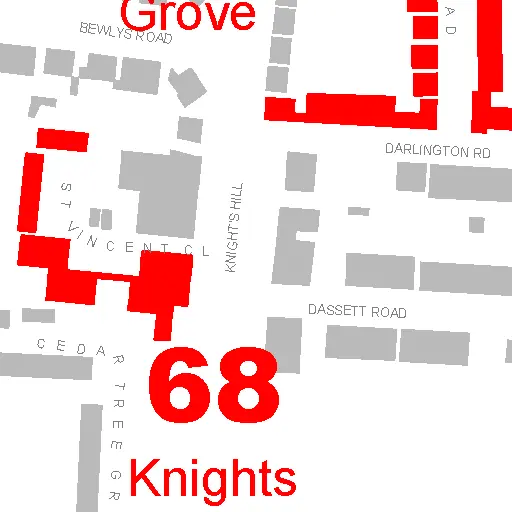 Grove
BEWLYS ROAD
AD
DARLINGTON RD
ST VINCENT CL
KNIGHT'S HILL
DASSETT ROAD
CEDAR TREE GR
68
Knights